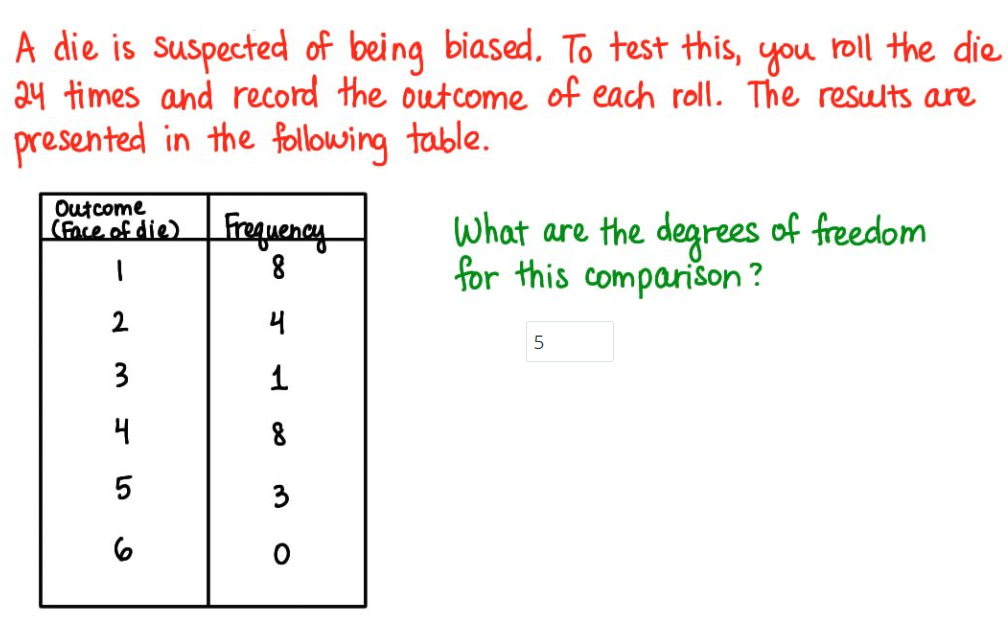 A die is suspected of being biased. To test this, you roll the die
24 times and record the outcome of each roll. The results are
presented in the following table.
Outcome
(Face of die) Frequency
1 8
2 4
3 1
4 8
5 3
6 0
What are the degrees of freedom
for this comparison?
5